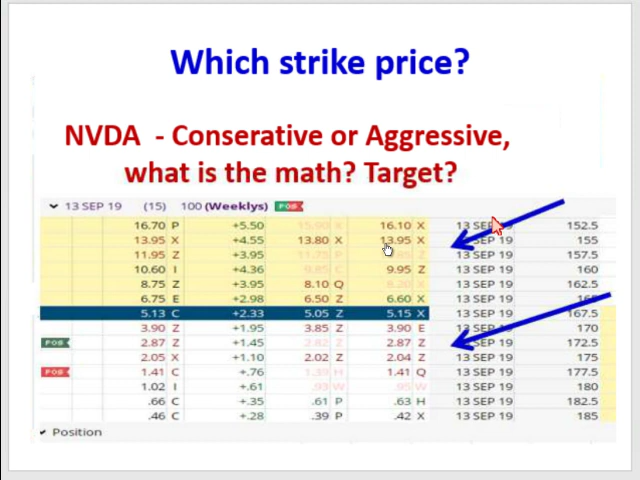 Which strike price?
NVDA - Conserative or Aggressive,
what is the math? Target?
13 SEP 19 (15) 100 (Weeklys) POS
16.70 P +5.50 16.10 X 13 SEP 152.5
13.95 X +4.55 13.80 X 13.95 X 13 SEP 19 155
11.95 Z +3.95 13 SEP 19 157.5
10.60 I +4.36 9.95 Z 13 SEP 19 160
8.75 Z +3.95 8.10 Q 13 SEP 19 162.5
6.75 E +2.98 6.50 Z 6.60 X 13 SEP 19
5.13 C +2.33 5.05 Z 5.15 X 13 SEP 19 167.5
3.90 Z +1.95 3.85 Z 3.90 E 13 SEP 19 170
POS 2.87 Z +1.45 2.87 Z 13 SEP 19 172.5
2.05 X +1.10 2.02 Z 2.04 Z 13 SEP 19 175
POS 1.41 C +.76 1.41 Q 13 SEP 19 177.5
1.02 I +.61 13 SEP 19 180
.66 C +.35 .61 P .63 H 13 SEP 19 182.5
.46 C +.28 .39 P .42 X 13 SEP 19 185
Position